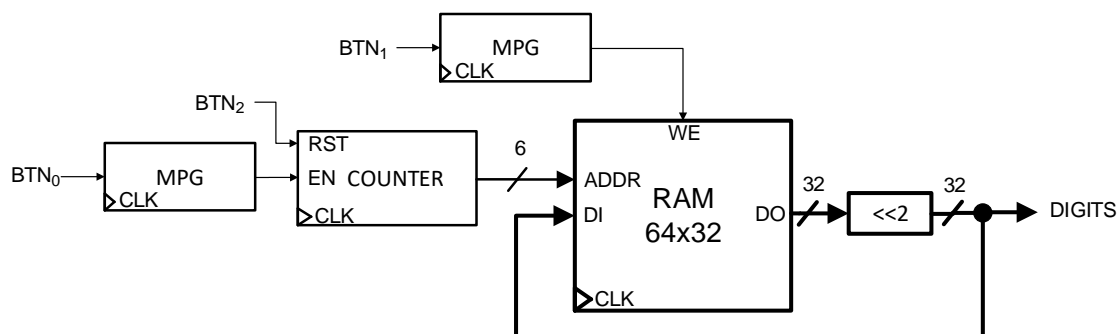 BTN1
MPG
CLK
BTN2
BTN0
MPG
CLK
RST
EN COUNTER
CLK
6
WE
ADDR
DI
RAM
64x32
DO
CLK
32
<<2
32
DIGITS